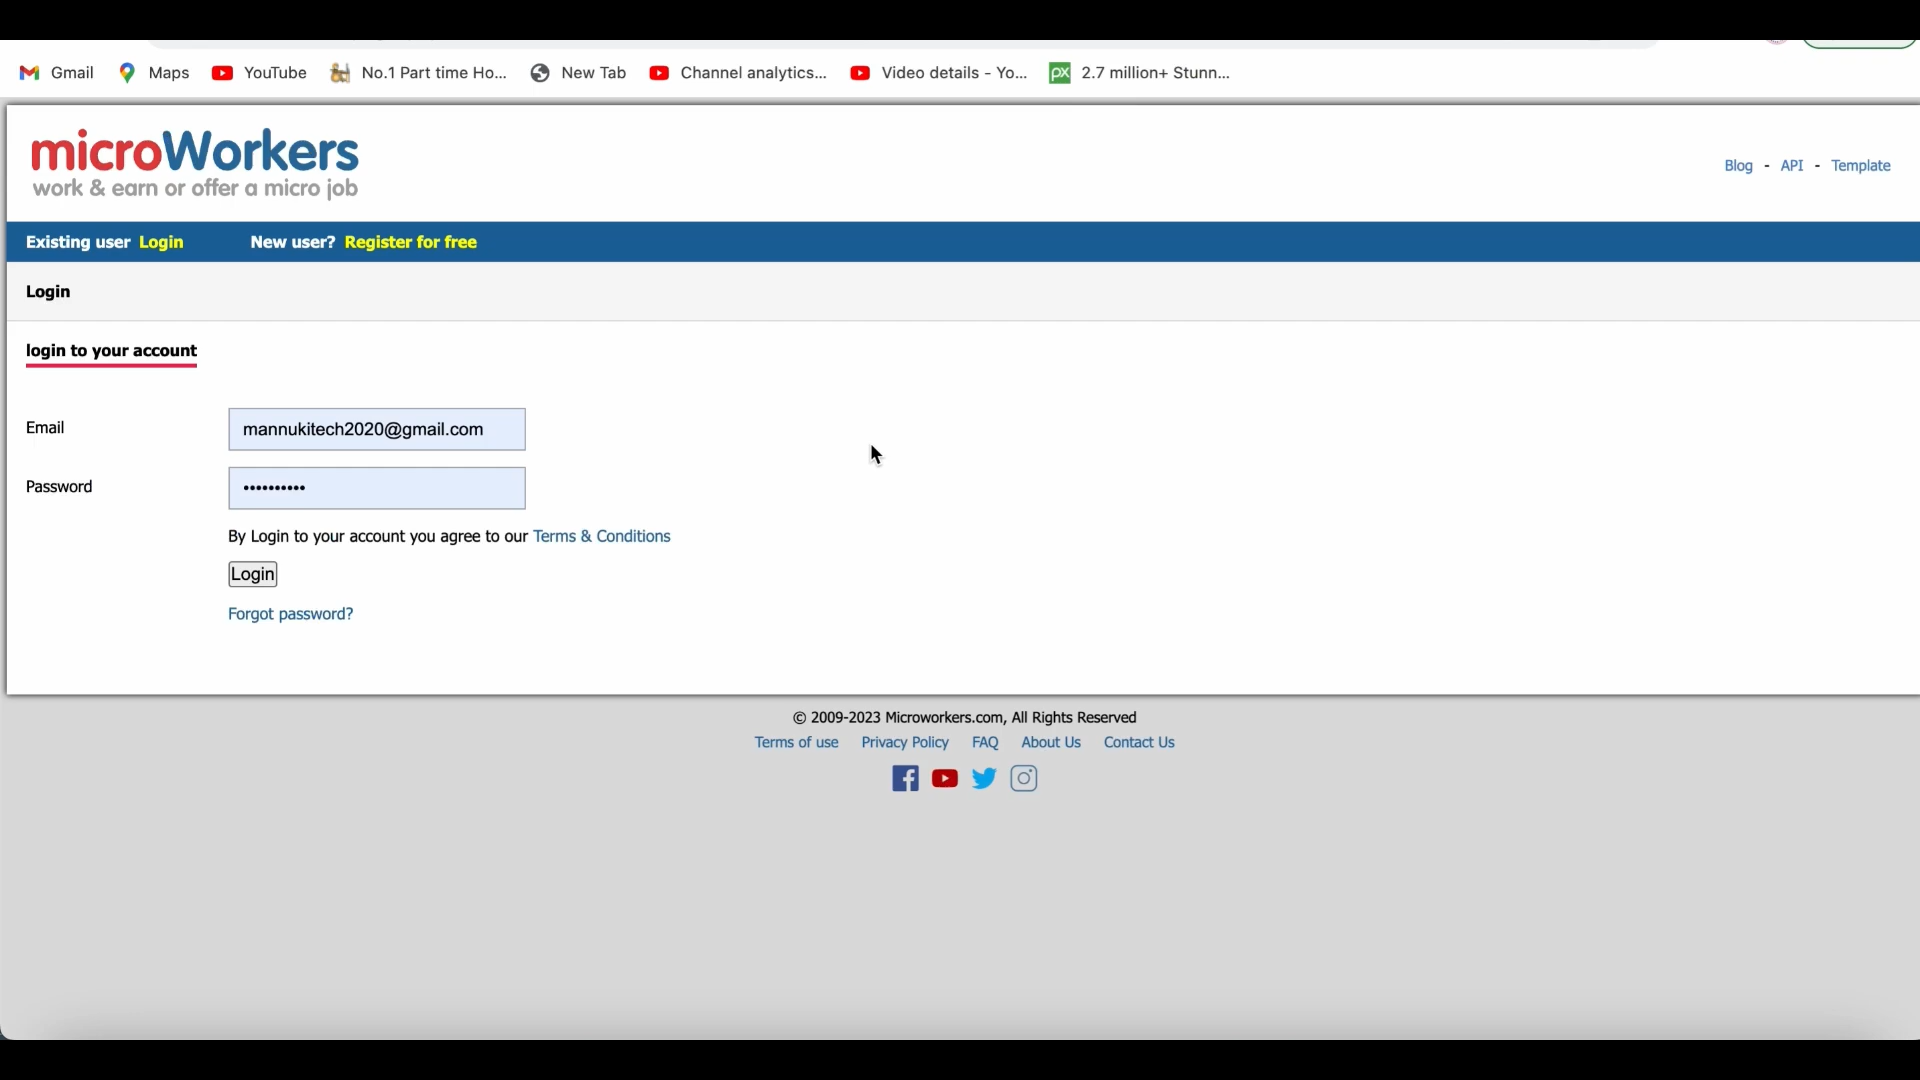 Gmail Maps YouTube No.1 Part time Ho... New Tab Channel analytics... Video details - Yo... px 2.7 million+ Stunn...
microWorkers
work & earn or offer a micro job
Blog - API - Template
Existing user Login New user? Register for free
Login
login to your account
Email mannukitech2020@gmail.com
Password ••••••••••
By Login to your account you agree to our Terms & Conditions
Login
Forgot password?
© 2009-2023 Microworkers.com, All Rights Reserved
Terms of use Privacy Policy FAQ About Us Contact Us